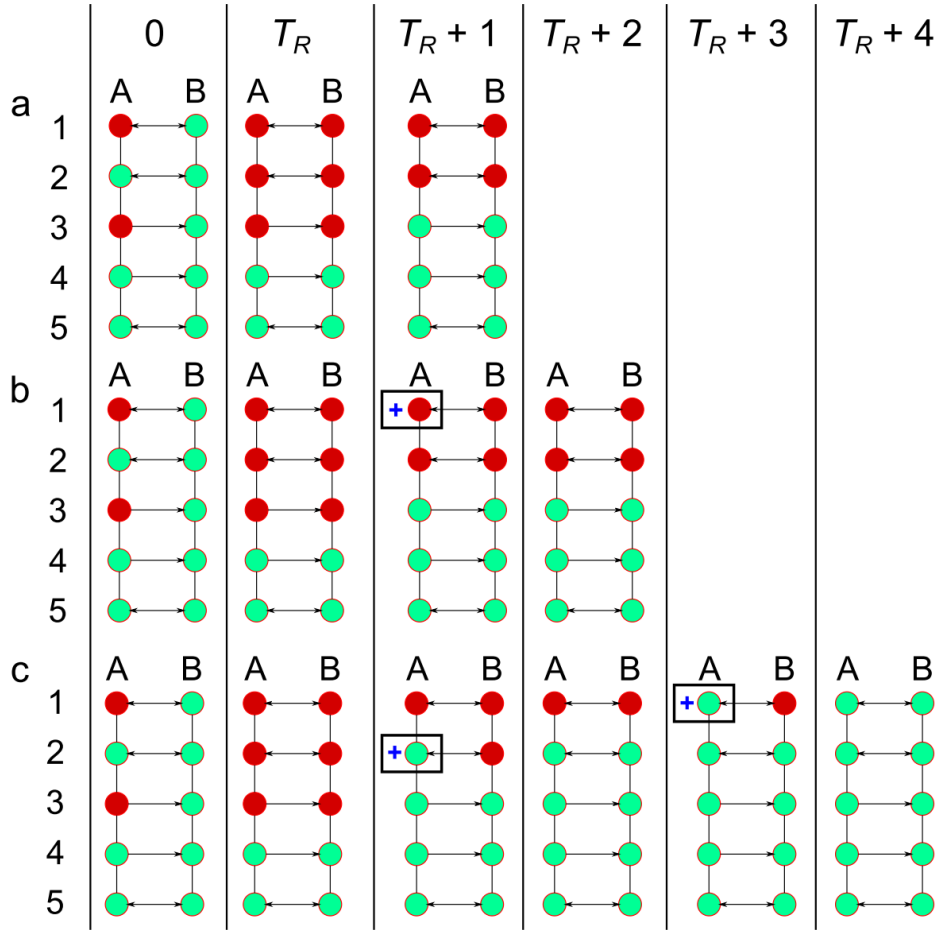 0 T_R T_R + 1 T_R + 2 T_R + 3 T_R + 4
a
A B A B A B
1
2
3
4
5
b
A B A B A B A B
1 +
2
3
4
5
c
A B A B A B A B A B A B
1 +
2 +
3
4
5